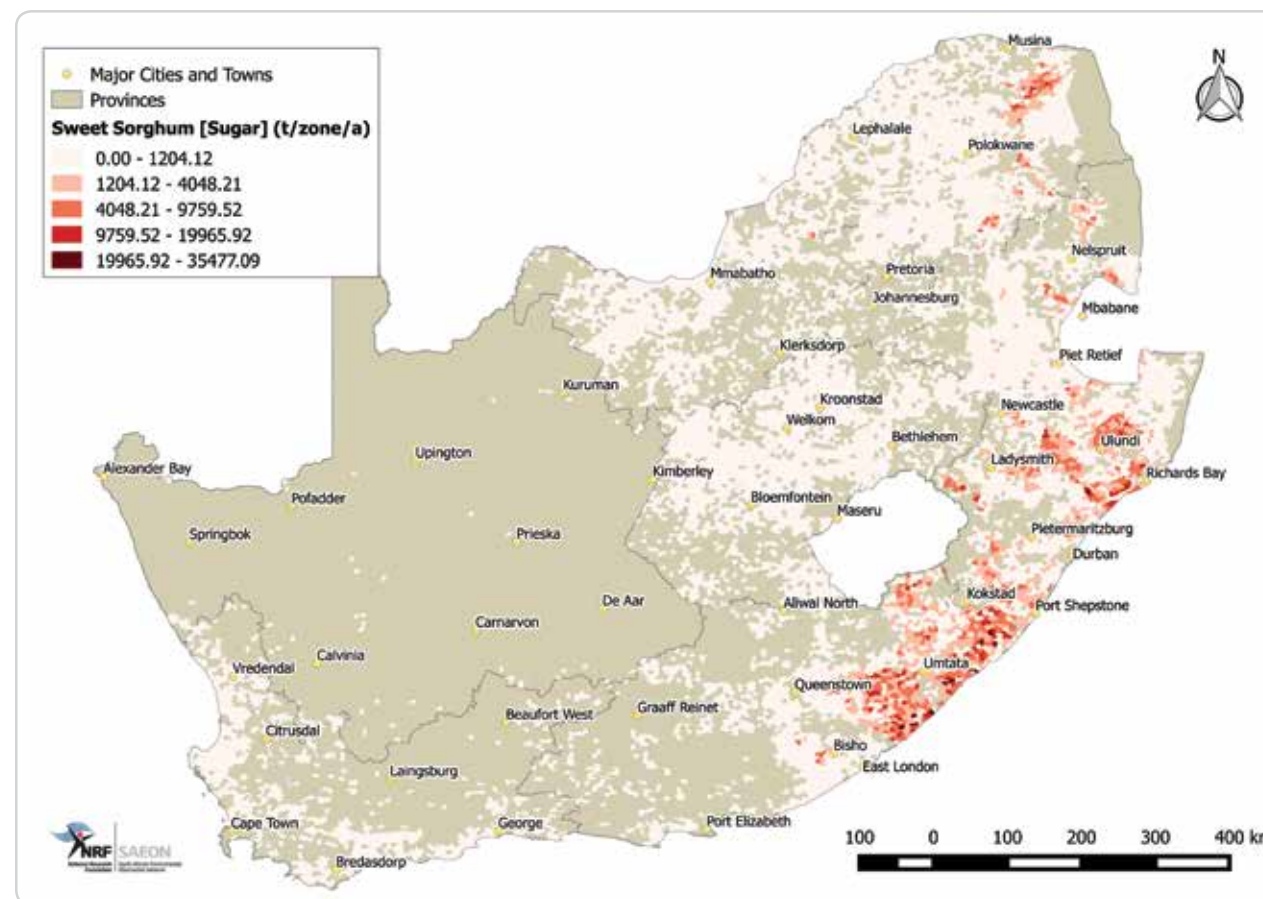 Major Cities and Towns
Provinces
Sweet Sorghum [Sugar] (t/zone/a)
0.00 - 1204.12
1204.12 - 4048.21
4048.21 - 9759.52
9759.52 - 19965.92
19965.92 - 35477.09
N
Musina
Lephalale
Polokwane
Nelspruit
Mmabatho
Pretoria
Johannesburg
Mbabane
Klerksdorp
Piet Retief
Kuruman
Kroonstad
Newcastle
Welkom
Bethlehem
Ulundi
Upington
Ladysmith
Alexander Bay
Kimberley
Richards Bay
Pofadder
Bloemfontein
Maseru
Springbok
Prieska
Pietermaritzburg
Durban
De Aar
Aliwal North
Kokstad
Port Shepstone
Carnarvon
Calvinia
Vredendal
Umtata
Queenstown
Beaufort West
Graaff Reinet
Citrusdal
Bisho
East London
Laingsburg
Cape Town
George
Port Elizabeth
Bredasdorp
NRF
SAEON
100 0 100 200 300 400 km